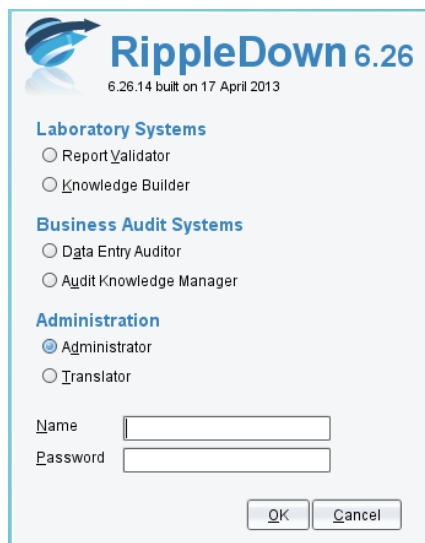 RippleDown 6.26
6.26.14 built on 17 April 2013
Laboratory Systems
Report Validator
Knowledge Builder
Business Audit Systems
Data Entry Auditor
Audit Knowledge Manager
Administration
Administrator
Translator
Name
Password
OK Cancel